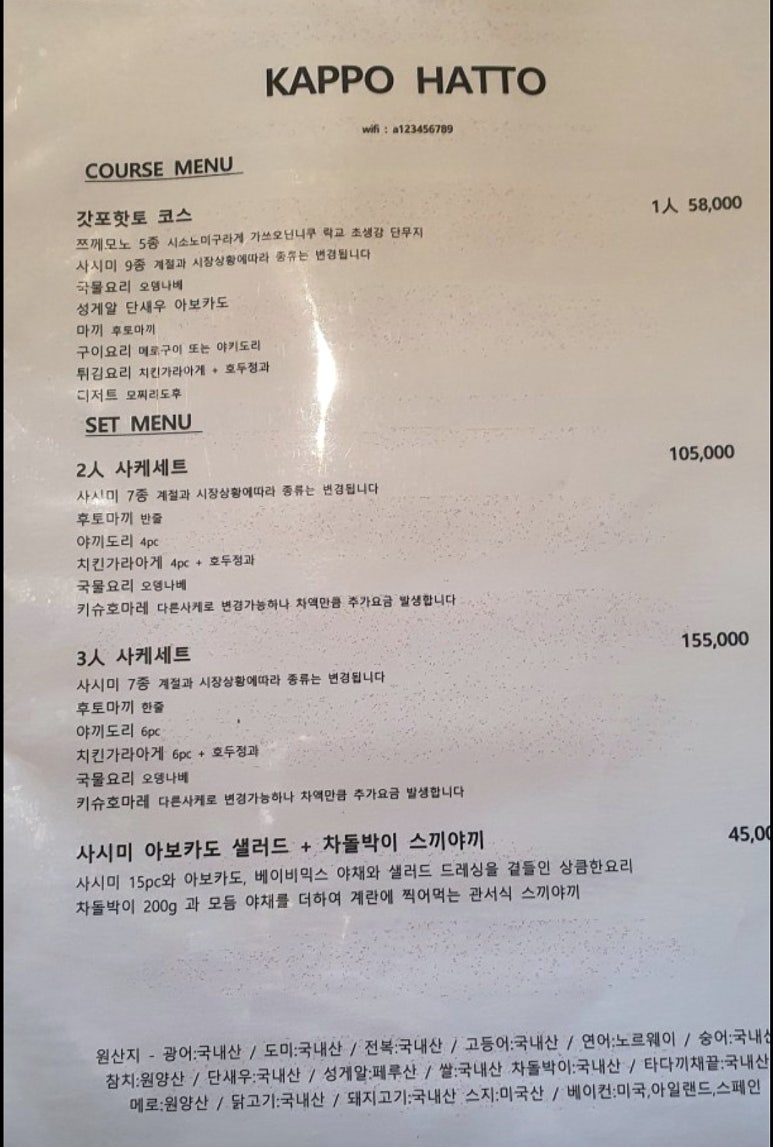 KAPPO HATTO
wifi : a123456789
COURSE MENU
갓포핫토 코스 1人 58,000
쯔께모노 5종 시소노미구라게 가쓰오닌니쿠 락교 초생강 단무지
사시미 9종 계절과 시장상황에따라 종류는 변경됩니다
국물요리 오뎅나베
성게알 단새우 아보카도
마끼 후토마끼
구이요리 메로구이 또는 야키도리
튀김요리 치킨가라아게 + 호두정과
디저트 모찌리도후
SET MENU
2人 사케세트 105,000
사시미 7종 계절과 시장상황에따라 종류는 변경됩니다
후토마끼 반줄
야끼도리 4pc
치킨가라아게 4pc + 호두정과
국물요리 오뎅나베
키슈호마레 다른사케로 변경가능하나 차액만큼 추가요금 발생합니다
3人 사케세트 155,000
사시미 7종 계절과 시장상황에따라 종류는 변경됩니다
후토마끼 한줄
야끼도리 6pc
치킨가라아게 6pc + 호두정과
국물요리 오뎅나베
키슈호마레 다른사케로 변경가능하나 차액만큼 추가요금 발생합니다
사시미 아보카도 샐러드 + 차돌박이 스끼야끼 45,00
사시미 15pc와 아보카도, 베이비믹스 야채와 샐러드 드레싱을 곁들인 상큼한요리
차돌박이 200g 과 모듬 야채를 더하여 계란에 찍어먹는 관서식 스끼야끼
원산지 - 광어:국내산 / 도미:국내산 / 전복:국내산 / 고등어:국내산 / 연어:노르웨이 / 숭어:국내산
참치:원양산 / 단새우:국내산 / 성게알:페루산 / 쌀:국내산 차돌박이:국내산 / 타다끼채끝:국내산
메로:원양산 / 닭고기:국내산 / 돼지고기:국내산 스지:미국산 / 베이컨:미국,아일랜드,스페인